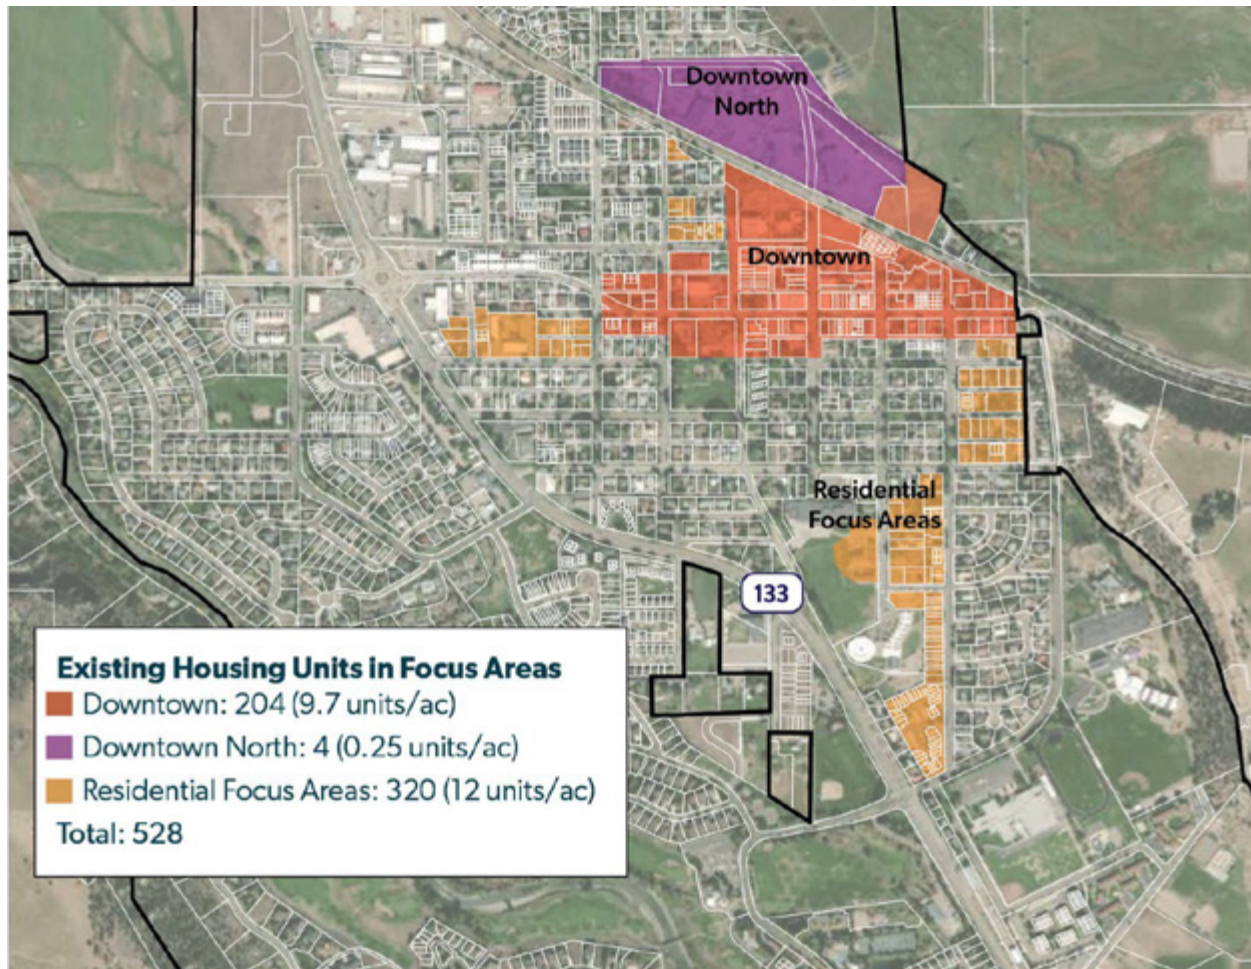 Downtown
North
Downtown
Residential
Focus Areas
133
Existing Housing Units in Focus Areas
Downtown: 204 (9.7 units/ac)
Downtown North: 4 (0.25 units/ac)
Residential Focus Areas: 320 (12 units/ac)
Total: 528